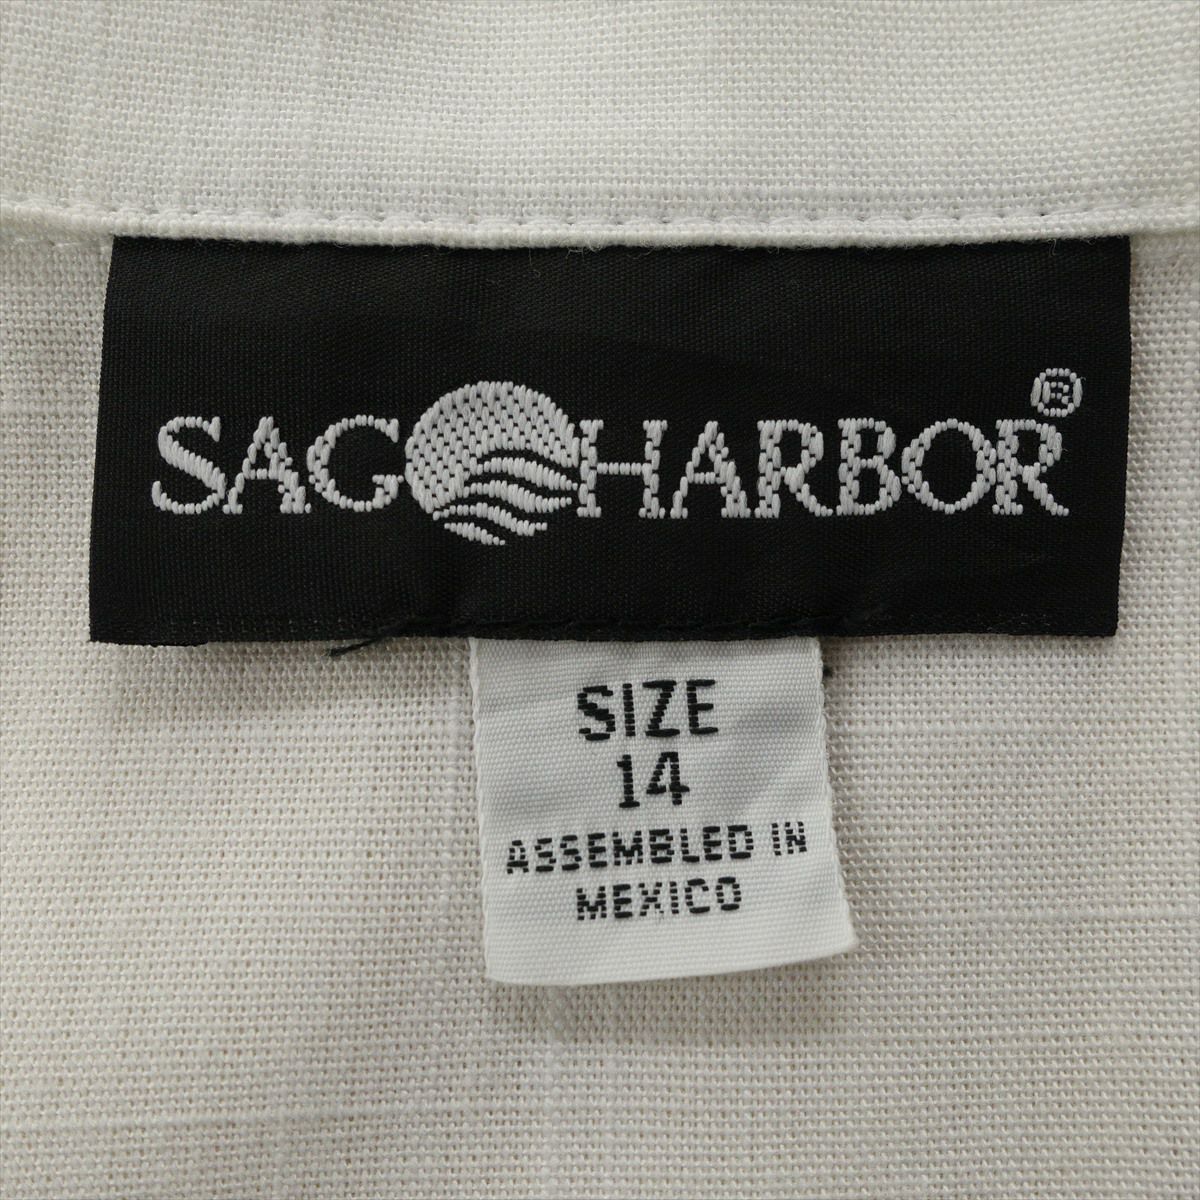 SAG HARBOR®
SIZE
14
ASSEMBLED IN
MEXICO